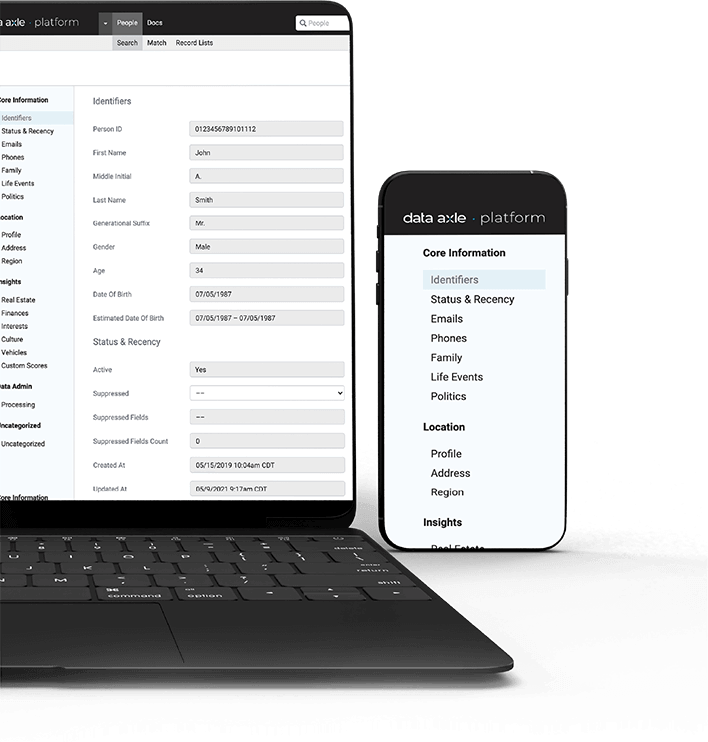 data axle · platform
People
Docs
People
Search
Match
Record Lists
Core Information
Identifiers
Status & Recency
Emails
Phones
Family
Life Events
Politics
Location
Profile
Address
Region
Insights
Real Estate
Finances
Interests
Culture
Vehicles
Custom Scores
Data Admin
Processing
Uncategorized
Uncategorized
Core Information
Identifiers
Person ID 0123456789101112
First Name John
Middle Initial A.
Last Name Smith
Generational Suffix Mr.
Gender Male
Age 34
Date Of Birth 07/05/1987
Estimated Date Of Birth 07/05/1987 – 07/05/1987
Status & Recency
Active Yes
Suppressed --
Suppressed Fields --
Suppressed Fields Count 0
Created At 05/15/2019 10:04am CDT
Updated At 05/9/2021 9:17am CDT
data axle · platform
Core Information
Identifiers
Status & Recency
Emails
Phones
Family
Life Events
Politics
Location
Profile
Address
Region
Insights
Real Estate
delete
return
shift
command
option